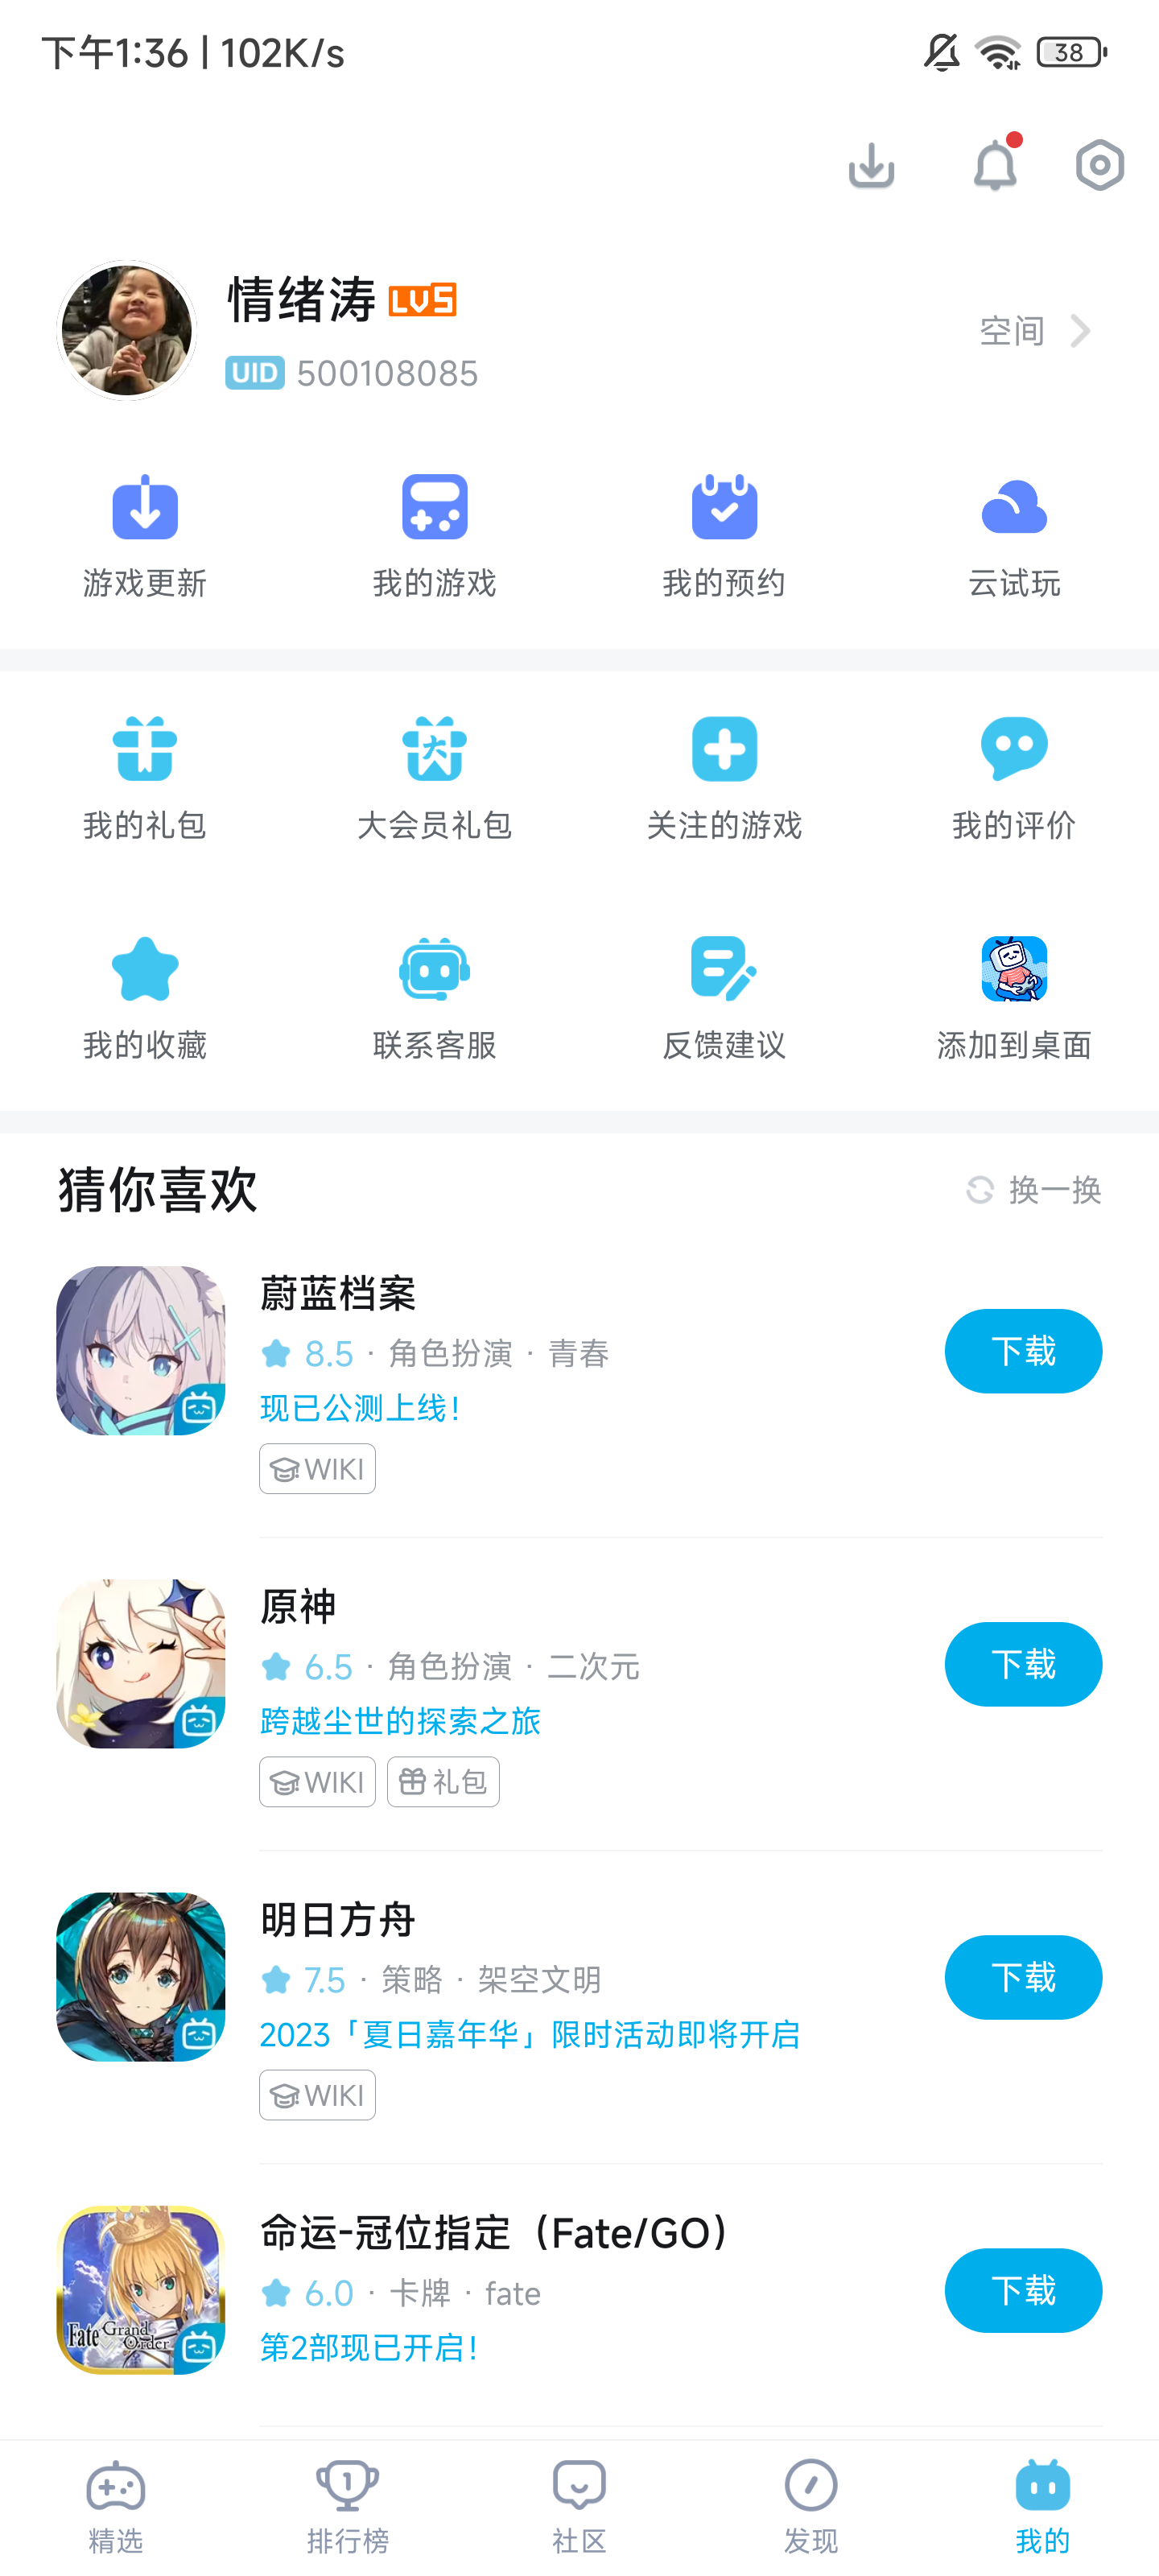 下午1:36 | 102K/s
38
情绪涛 LV5
UID 500108085
空间
游戏更新 我的游戏 我的预约 云试玩
我的礼包 大会员礼包 关注的游戏 我的评价
我的收藏 联系客服 反馈建议 添加到桌面
猜你喜欢
换一换
蔚蓝档案
8.5 · 角色扮演 · 青春
现已公测上线!
WIKI
下载
原神
6.5 · 角色扮演 · 二次元
跨越尘世的探索之旅
WIKI 礼包
下载
明日方舟
7.5 · 策略 · 架空文明
2023「夏日嘉年华」限时活动即将开启
WIKI
下载
Fate Grand Order
命运-冠位指定（Fate/GO）
6.0 · 卡牌 · fate
第2部现已开启!
下载
精选 排行榜 社区 发现 我的